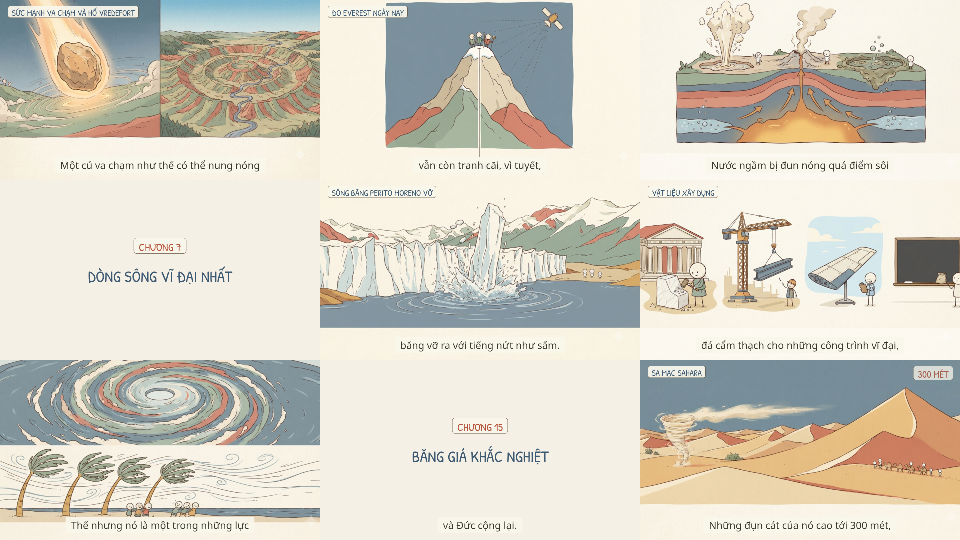 SỨC MẠNH VA CHẠM VÀ HỐ VREDEFORT
Một cú va chạm như thế có thể nung nóng
ĐO EVEREST NGÀY NAY
vẫn còn tranh cãi, vì tuyết,
Nước ngầm bị đun nóng quá điểm sôi
CHƯƠNG 7
DÒNG SÔNG VĨ ĐẠI NHẤT
SÔNG BĂNG PERITO MORENO VỠ
băng vỡ ra với tiếng nứt như sấm.
VẬT LIỆU XÂY DỰNG
đá cẩm thạch cho những công trình vĩ đại,
Thế nhưng nó là một trong những lực
CHƯƠNG 15
BĂNG GIÁ KHẮC NGHIỆT
và Đức cộng lại.
SA MẠC SAHARA
300 MÉT
Những đụn cát của nó cao tới 300 mét,